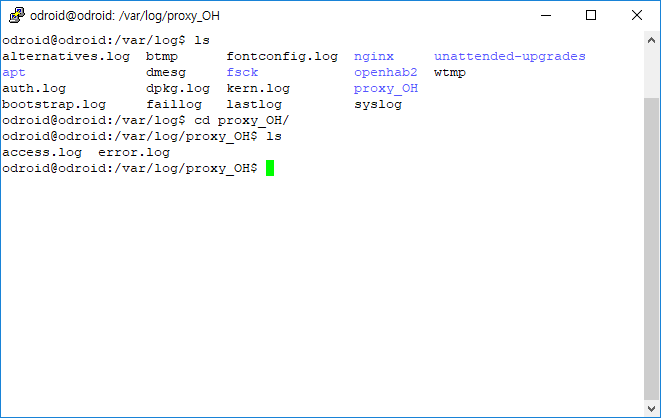 odroid@odroid: /var/log/proxy_OH
odroid@odroid:/var/log$ ls
alternatives.log  btmp      fontconfig.log  nginx     unattended-upgrades
apt               dmesg     fsck            openhab2  wtmp
auth.log          dpkg.log  kern.log        proxy_OH
bootstrap.log     faillog   lastlog         syslog
odroid@odroid:/var/log$ cd proxy_OH/
odroid@odroid:/var/log/proxy_OH$ ls
access.log  error.log
odroid@odroid:/var/log/proxy_OH$